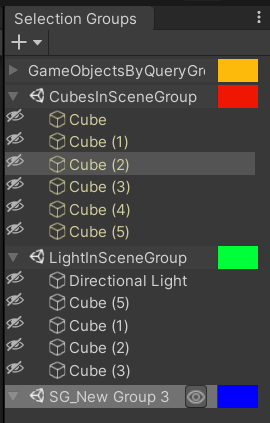 Selection Groups
GameObjectsByQueryGr
CubesInSceneGroup
Cube
Cube (1)
Cube (2)
Cube (3)
Cube (4)
Cube (5)
LightInSceneGroup
Directional Light
Cube (5)
Cube (1)
Cube (2)
Cube (3)
SG_New Group 3